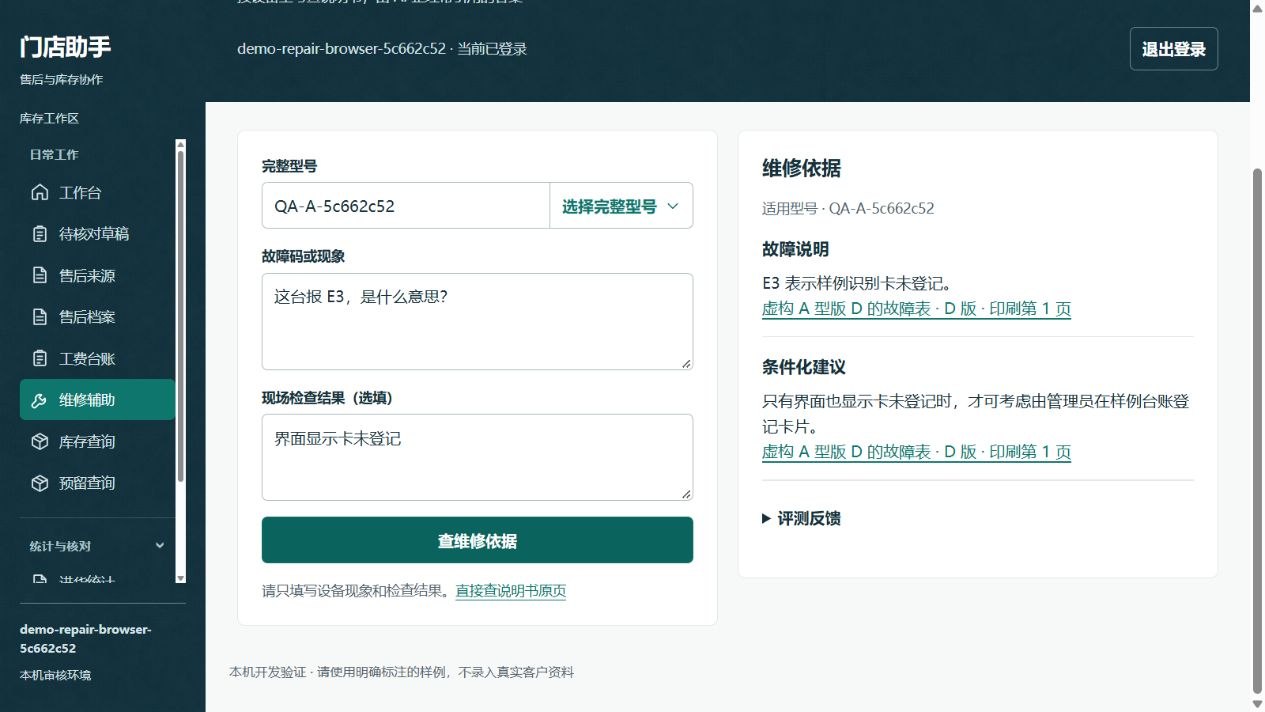 门店助手
售后与库存协作
库存工作区
日常工作
工作台
待核对草稿
售后来源
售后档案
工费台账
维修辅助
库存查询
预留查询
统计与核对
进货统计
demo-repair-browser-
5c662c52
本机审核环境
demo-repair-browser-5c662c52 · 当前已登录
退出登录
完整型号
QA-A-5c662c52
选择完整型号
故障码或现象
这台报 E3，是什么意思？
现场检查结果（选填）
界面显示卡未登记
查维修依据
请只填写设备现象和检查结果。直接查说明书原页
维修依据
适用型号 · QA-A-5c662c52
故障说明
E3 表示样例识别卡未登记。
虚构 A 型版 D 的故障表 · D 版 · 印刷第 1 页
条件化建议
只有界面也显示卡未登记时，才可考虑由管理员在样例台账登
记卡片。
虚构 A 型版 D 的故障表 · D 版 · 印刷第 1 页
评测反馈
本机开发验证 · 请使用明确标注的样例，不录入真实客户资料